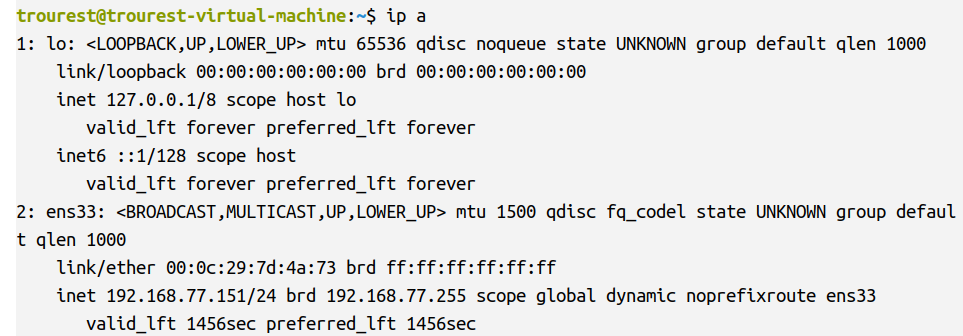 trourest@trourest-virtual-machine:~$ ip a
1: lo: <LOOPBACK,UP,LOWER_UP> mtu 65536 qdisc noqueue state UNKNOWN group default qlen 1000
    link/loopback 00:00:00:00:00:00 brd 00:00:00:00:00:00
    inet 127.0.0.1/8 scope host lo
       valid_lft forever preferred_lft forever
    inet6 ::1/128 scope host
       valid_lft forever preferred_lft forever
2: ens33: <BROADCAST,MULTICAST,UP,LOWER_UP> mtu 1500 qdisc fq_codel state UNKNOWN group defaul
t qlen 1000
    link/ether 00:0c:29:7d:4a:73 brd ff:ff:ff:ff:ff:ff
    inet 192.168.77.151/24 brd 192.168.77.255 scope global dynamic noprefixroute ens33
       valid_lft 1456sec preferred_lft 1456sec